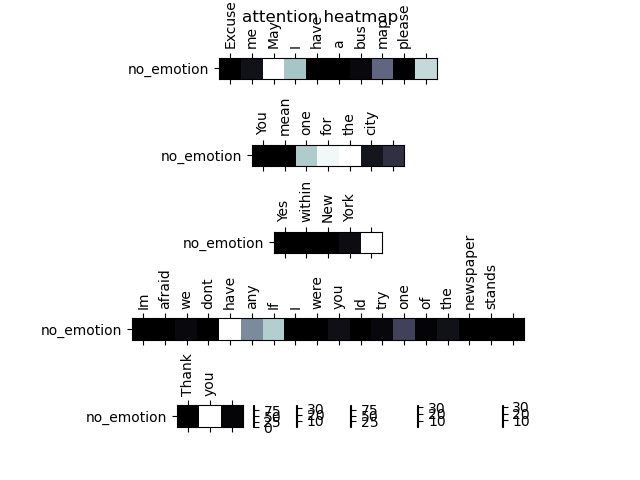 attention heatmap
Excuse me May I have a bus map please
no_emotion
You mean one for the city
no_emotion
Yes within New York
no_emotion
Im afraid we dont have any If I were you Id try one of the newspaper stands
no_emotion
Thank you
no_emotion
75 30 75 30 30
50 20 50 20 20
25 10 25 10 10
0